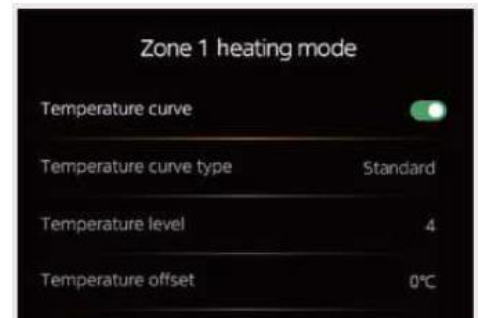 Zone 1 heating mode
Temperature curve
Temperature curve type Standard
Temperature level 4
Temperature offset 0℃